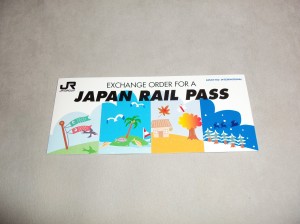 JR
EXCHANGE ORDER FOR A
JAPAN RAIL PASS